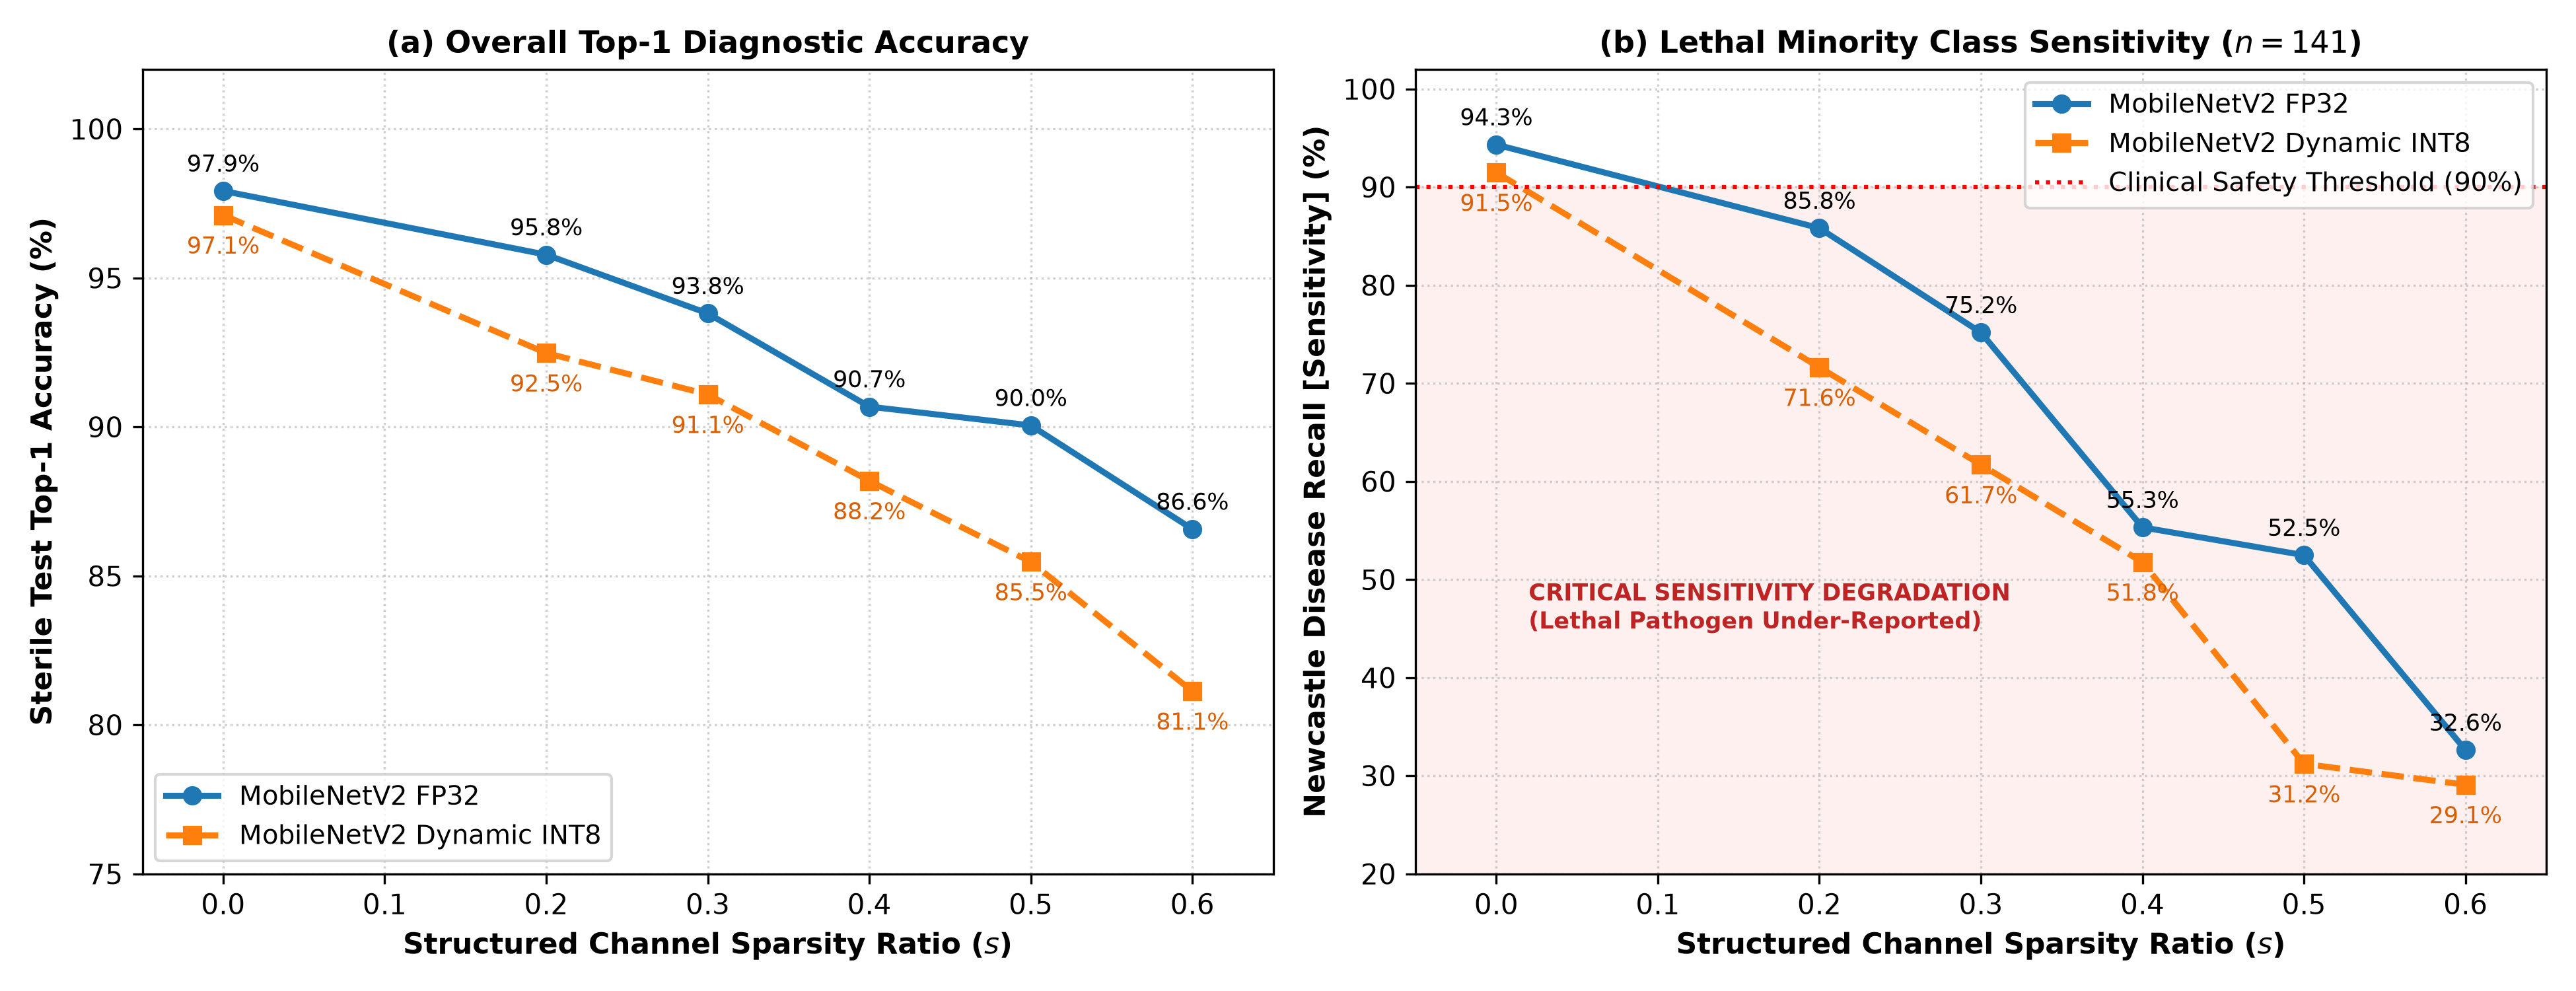 (a) Overall Top-1 Diagnostic Accuracy
Sterile Test Top-1 Accuracy (%)
100
95
90
85
80
75
97.9%
95.8%
93.8%
90.7%
90.0%
86.6%
97.1%
92.5%
91.1%
88.2%
85.5%
81.1%
MobileNetV2 FP32
MobileNetV2 Dynamic INT8
0.0 0.1 0.2 0.3 0.4 0.5 0.6
Structured Channel Sparsity Ratio (s)
(b) Lethal Minority Class Sensitivity (n = 141)
Newcastle Disease Recall [Sensitivity] (%)
100
90
80
70
60
50
40
30
20
MobileNetV2 FP32
MobileNetV2 Dynamic INT8
Clinical Safety Threshold (90%)
94.3%
85.8%
75.2%
55.3%
52.5%
32.6%
91.5%
71.6%
61.7%
51.8%
31.2%
29.1%
CRITICAL SENSITIVITY DEGRADATION
(Lethal Pathogen Under-Reported)
0.0 0.1 0.2 0.3 0.4 0.5 0.6
Structured Channel Sparsity Ratio (s)